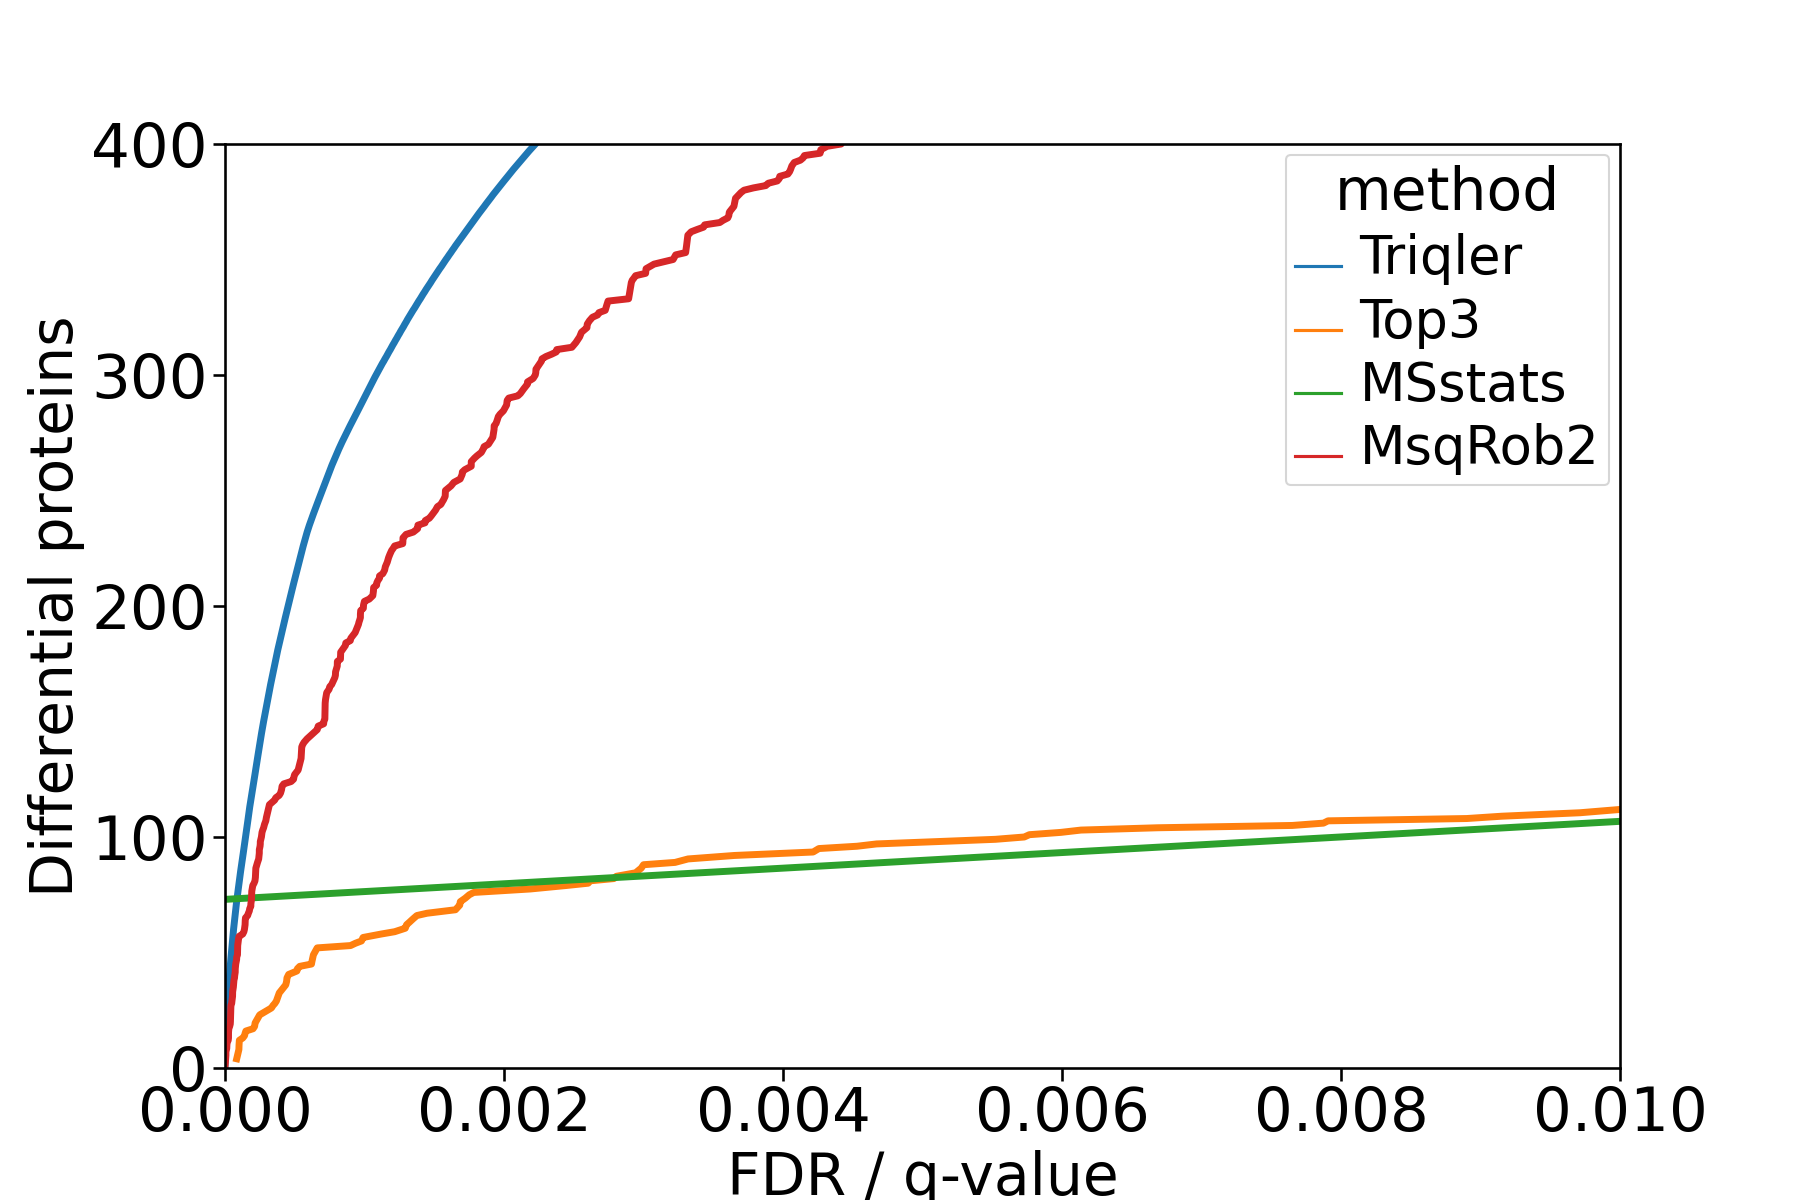 400
300
200
100
0
Differential proteins
method
Triqler
Top3
MSstats
MsqRob2
0.000 0.002 0.004 0.006 0.008 0.010
FDR / q-value